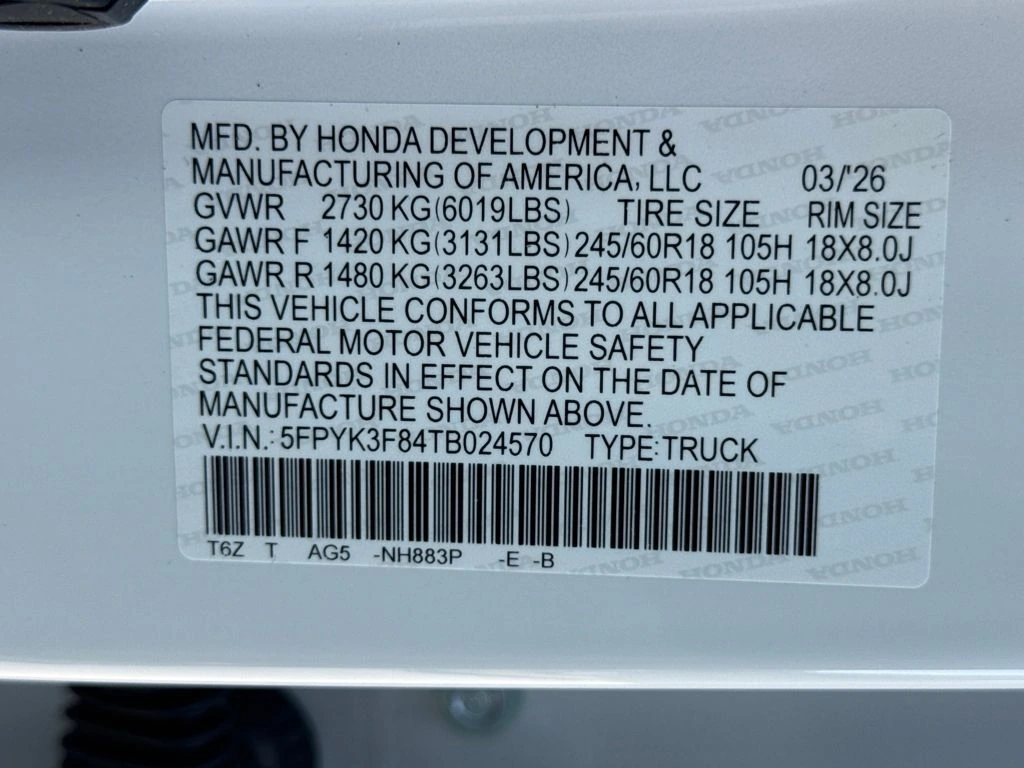 MFD. BY HONDA DEVELOPMENT &
MANUFACTURING OF AMERICA, LLC 03/'26
GVWR 2730 KG(6019LBS) TIRE SIZE RIM SIZE
GAWR F 1420 KG(3131LBS) 245/60R18 105H 18X8.0J
GAWR R 1480 KG(3263LBS) 245/60R18 105H 18X8.0J
THIS VEHICLE CONFORMS TO ALL APPLICABLE
FEDERAL MOTOR VEHICLE SAFETY
STANDARDS IN EFFECT ON THE DATE OF
MANUFACTURE SHOWN ABOVE.
V.I.N.: 5FPYK3F84TB024570 TYPE:TRUCK
T6Z T AG5 -NH883P -E -B